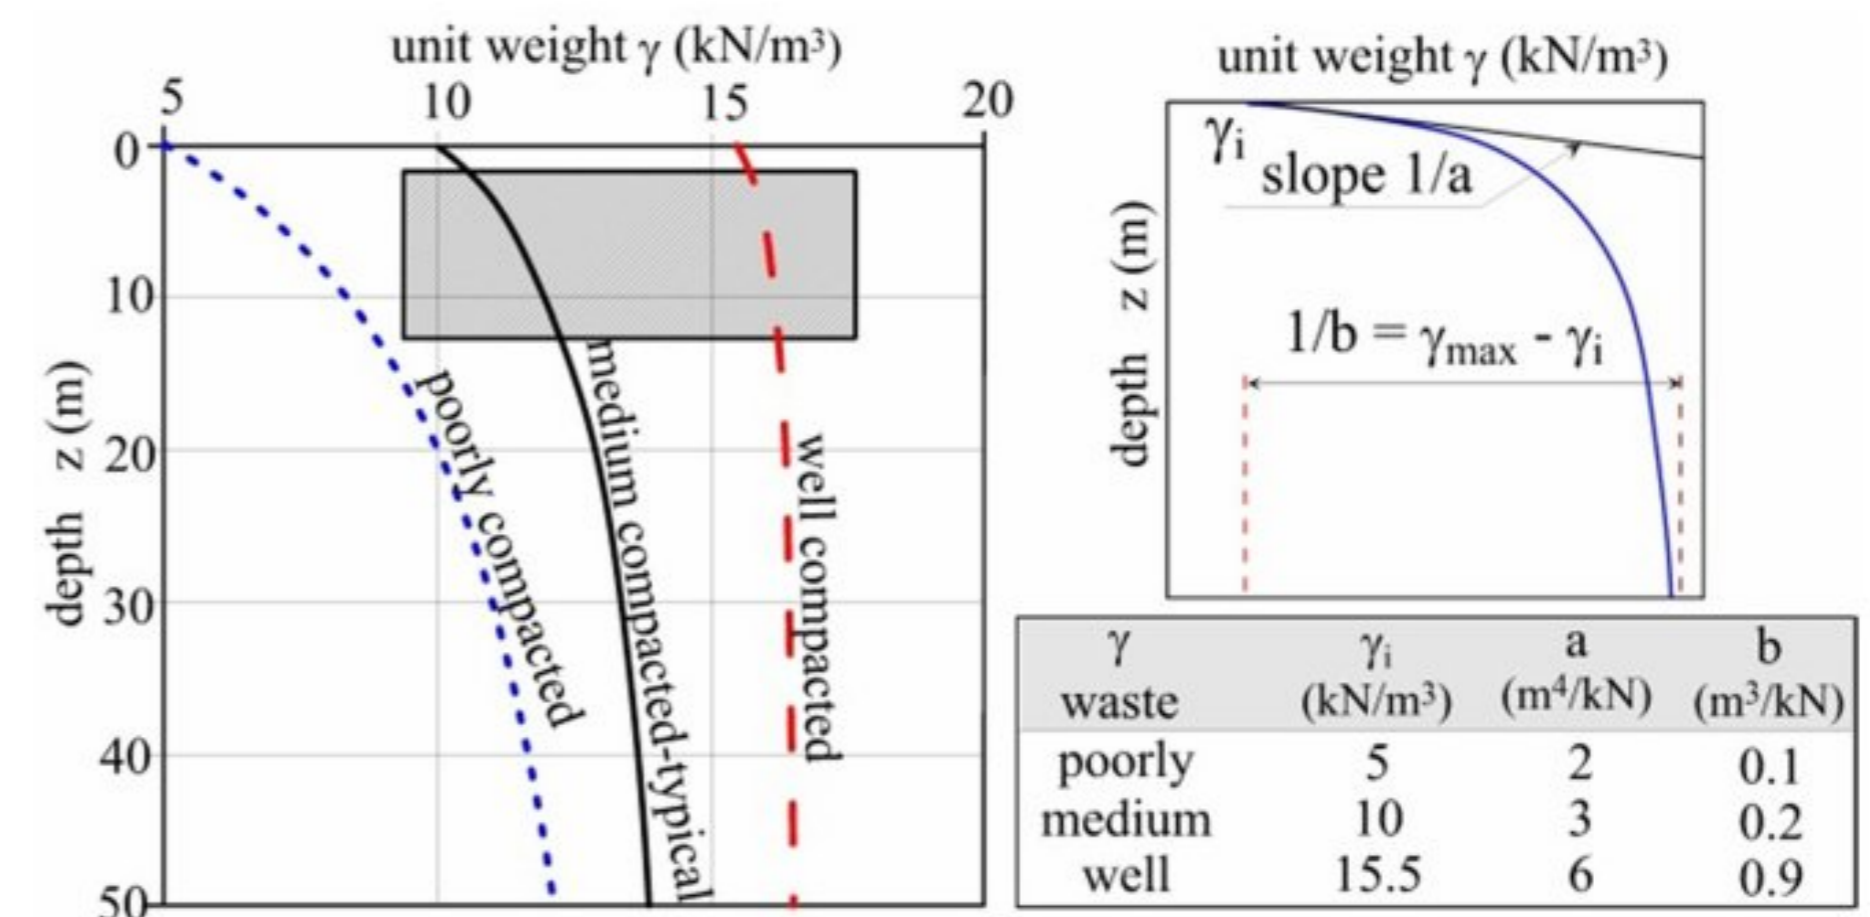 unit weight γ (kN/m³)
5 10 15 20
0
10
20
30
40
50
depth z (m)
poorly compacted
medium compacted-typical
well compacted
unit weight γ (kN/m³)
γi
slope 1/a
1/b = γmax - γi
depth z (m)
γ γi a b
waste (kN/m³) (m⁴/kN) (m³/kN)
poorly 5 2 0.1
medium 10 3 0.2
well 15.5 6 0.9